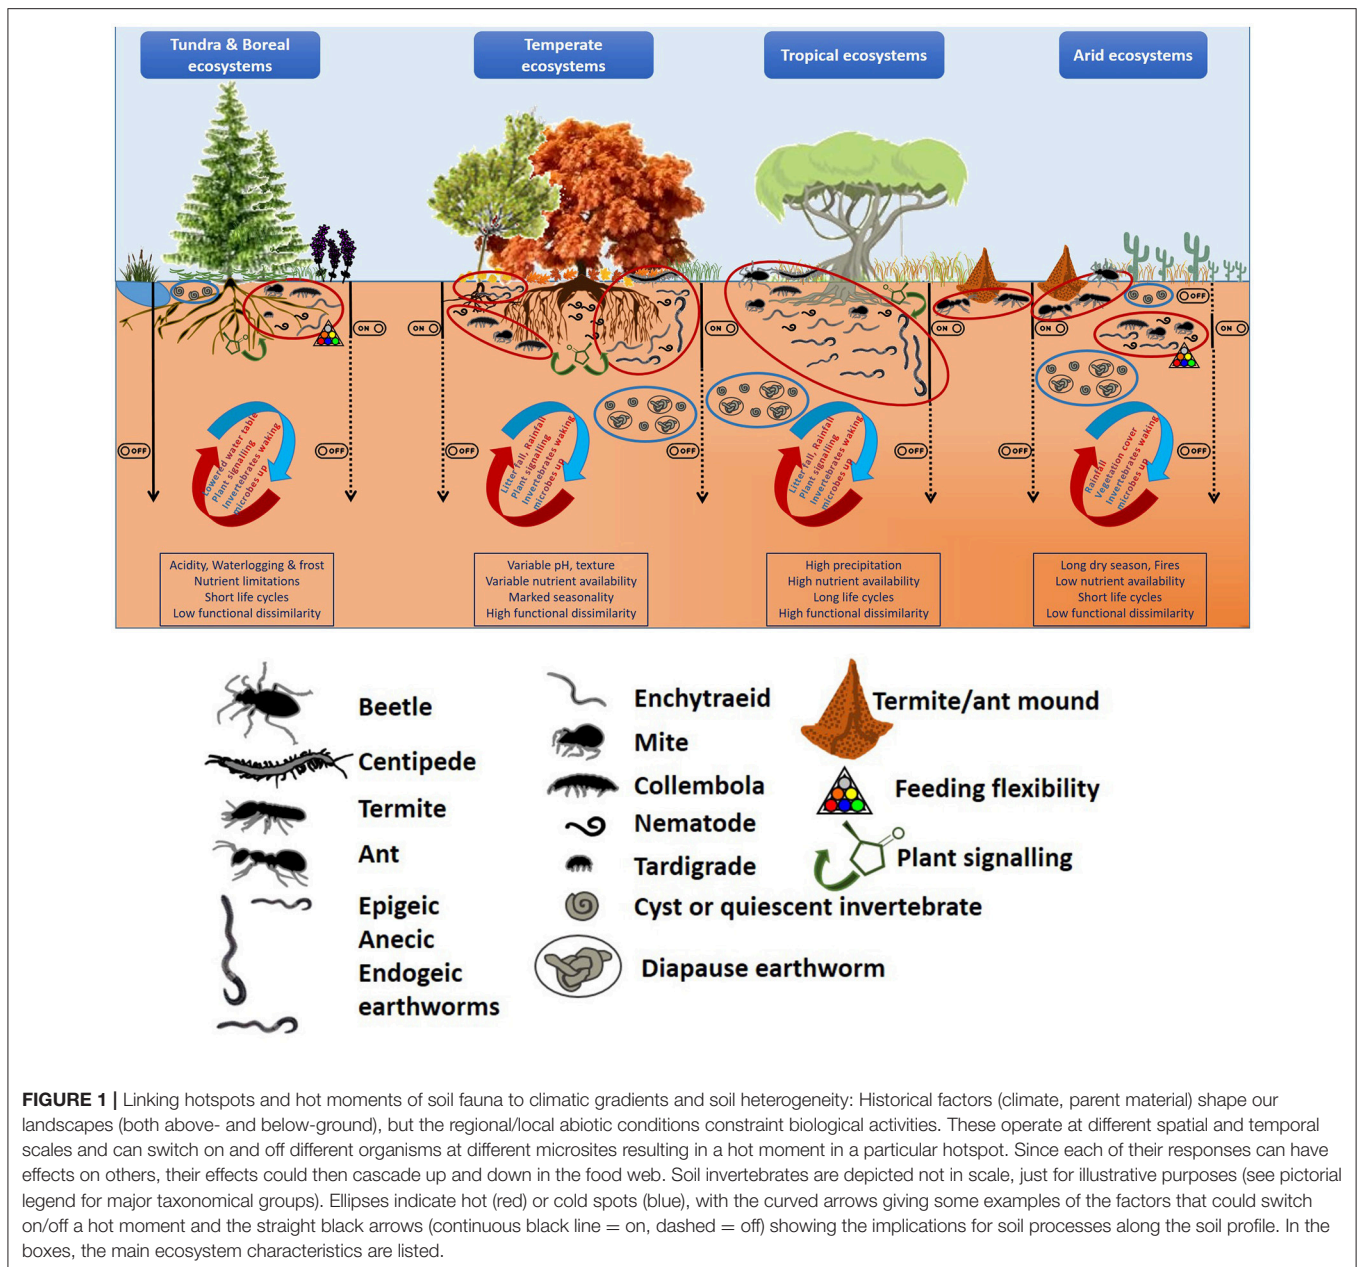 Tundra & Boreal
ecosystems
Temperate
ecosystems
Tropical ecosystems
Arid ecosystems
OFF
ON
ON
ON
ON
ON
ON
OFF
OFF
OFF
OFF
OFF
OFF
OFF
Lowered water table
Plant signalling
Invertebrates waking
microbes up
Litter fall, Rainfall
Plant signalling
Invertebrates waking
microbes up
Litter fall, Rainfall
Plant signalling
Invertebrates waking
microbes up
Rainfall
Vegetation cover
Invertebrates waking
microbes up
Acidity, Waterlogging & frost
Nutrient limitations
Short life cycles
Low functional dissimilarity
Variable pH, texture
Variable nutrient availability
Marked seasonality
High functional dissimilarity
High precipitation
High nutrient availability
Long life cycles
High functional dissimilarity
Long dry season, Fires
Low nutrient availability
Short life cycles
Low functional dissimilarity
Beetle
Centipede
Termite
Ant
Epigeic
Anecic
Endogeic
earthworms
Enchytraeid
Mite
Collembola
Nematode
Tardigrade
Cyst or quiescent invertebrate
Diapause earthworm
Termite/ant mound
Feeding flexibility
Plant signalling
FIGURE 1 | Linking hotspots and hot moments of soil fauna to climatic gradients and soil heterogeneity: Historical factors (climate, parent material) shape our
landscapes (both above- and below-ground), but the regional/local abiotic conditions constraint biological activities. These operate at different spatial and temporal
scales and can switch on and off different organisms at different microsites resulting in a hot moment in a particular hotspot. Since each of their responses can have
effects on others, their effects could then cascade up and down in the food web. Soil invertebrates are depicted not in scale, just for illustrative purposes (see pictorial
legend for major taxonomical groups). Ellipses indicate hot (red) or cold spots (blue), with the curved arrows giving some examples of the factors that could switch
on/off a hot moment and the straight black arrows (continuous black line = on, dashed = off) showing the implications for soil processes along the soil profile. In the
boxes, the main ecosystem characteristics are listed.